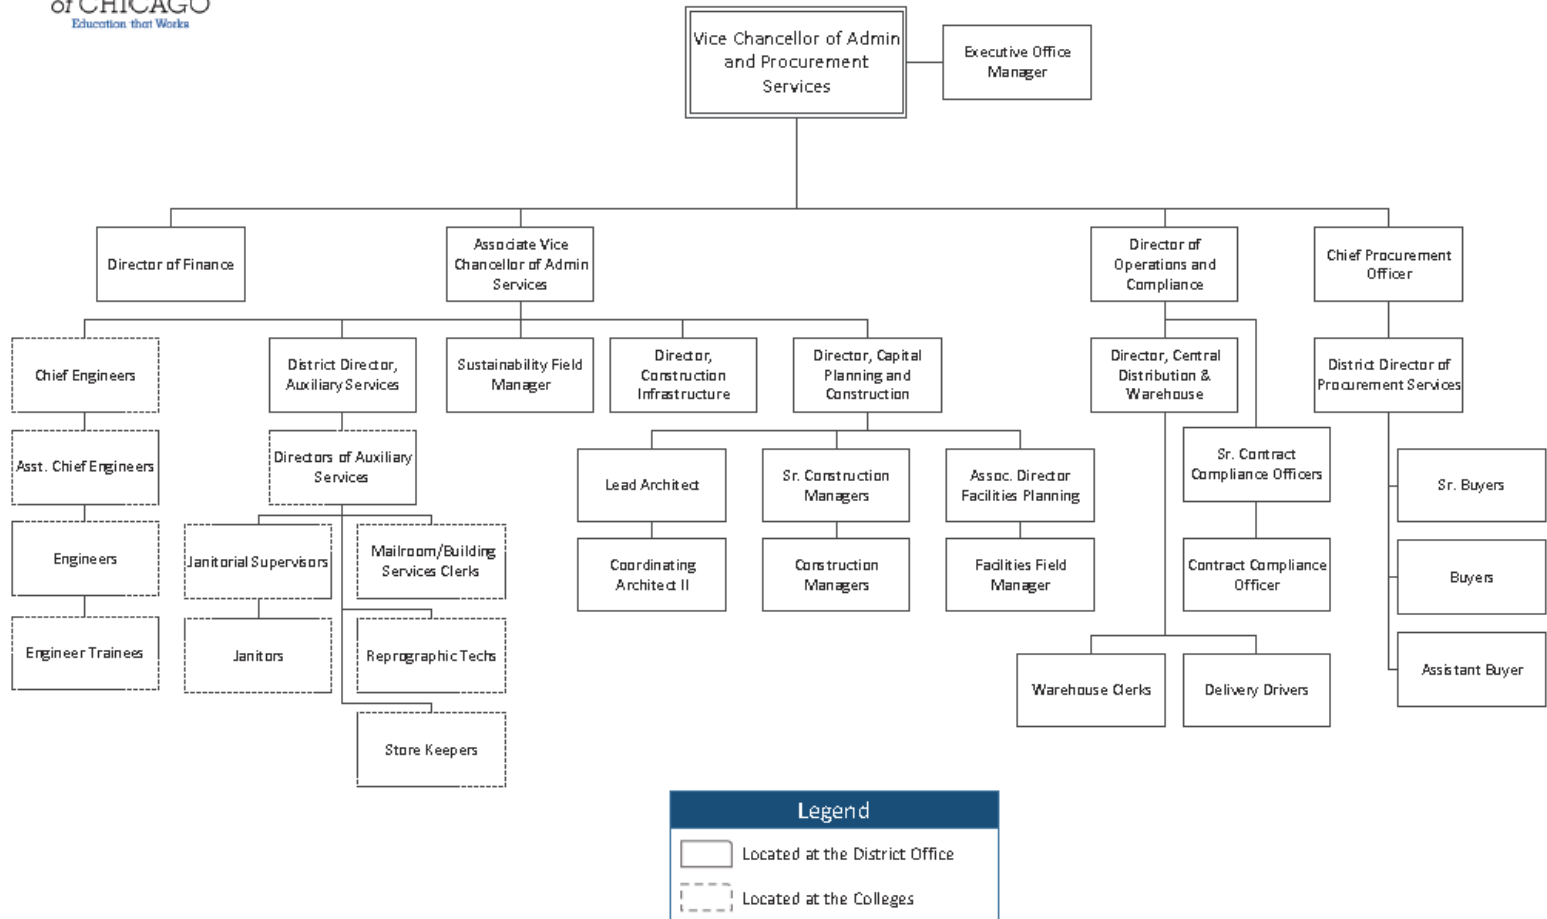 of CHICAGO
Education that Works
Vice Chancellor of Admin
and Procurement
Services
Executive Office
Manager
Director of Finance
Associate Vice
Chancellor of Admin
Services
Director of
Operations and
Compliance
Chief Procurement
Officer
Chief Engineers
District Director,
Auxiliary Services
Sustainability Field
Manager
Director,
Construction
Infrastructure
Director, Capital
Planning and
Construction
Director, Central
Distribution &
Warehouse
District Director of
Procurement Services
Asst. Chief Engineers
Directors of Auxiliary
Services
Lead Architect
Sr. Construction
Managers
Assoc. Director
Facilities Planning
Sr. Contract
Compliance Officers
Sr. Buyers
Engineers
Janitorial Supervisors
Mailroom/Building
Services Clerks
Coordinating
Architect II
Construction
Managers
Facilities Field
Manager
Contract Compliance
Officer
Buyers
Engineer Trainees
Janitors
Reprographic Techs
Warehouse Clerks
Delivery Drivers
Assistant Buyer
Store Keepers
Legend
Located at the District Office
Located at the Colleges